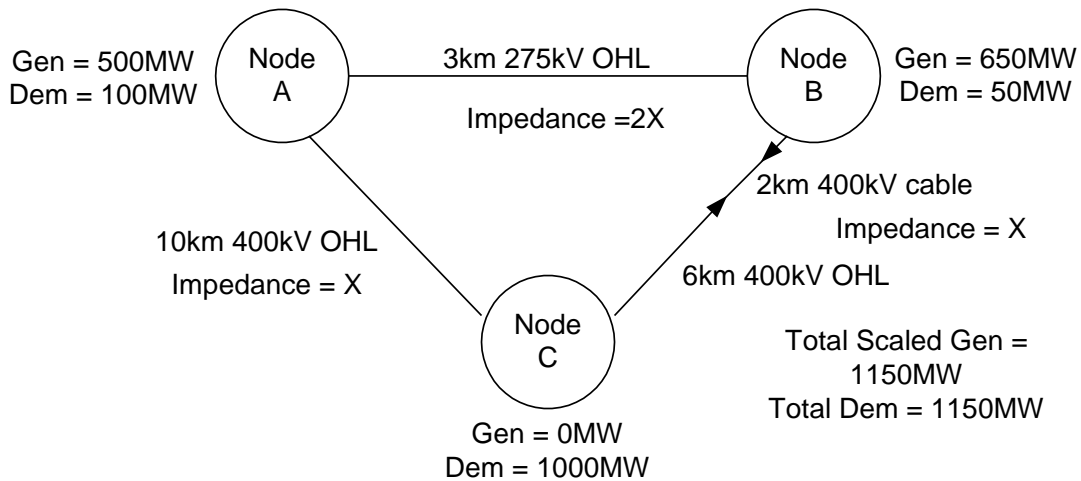 Gen = 500MW
Dem = 100MW
Node
A
3km 275kV OHL
Impedance =2X
Node
B
Gen = 650MW
Dem = 50MW
2km 400kV cable
Impedance = X
10km 400kV OHL
Impedance = X
6km 400kV OHL
Node
C
Gen = 0MW
Dem = 1000MW
Total Scaled Gen =
1150MW
Total Dem = 1150MW